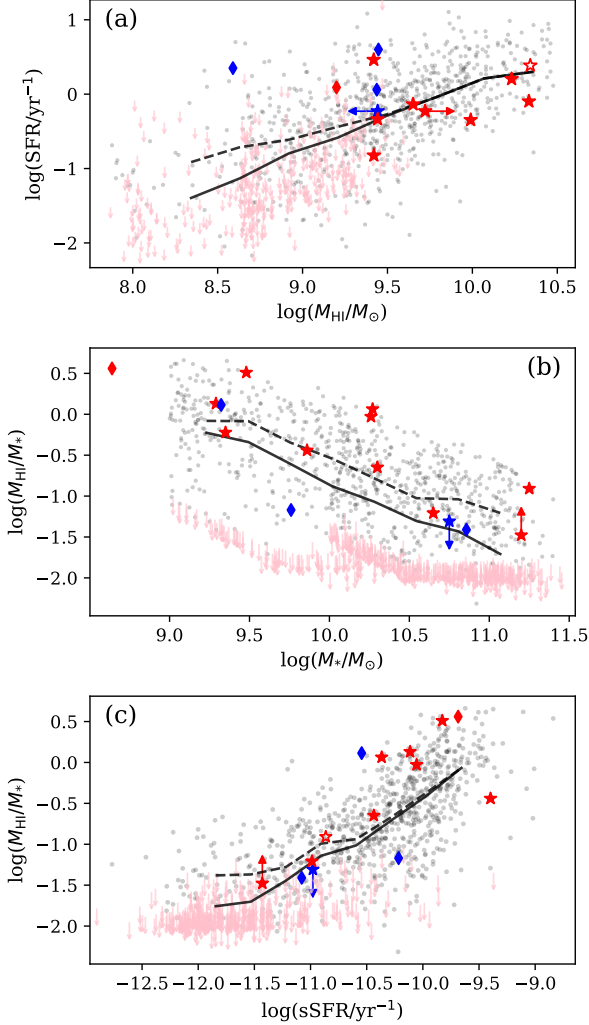 (a)
1
0
−1
−2
log(SFR/yr⁻¹)
8.0 8.5 9.0 9.5 10.0 10.5
log(M_HI/M_⊙)
(b)
0.5
0.0
−0.5
−1.0
−1.5
−2.0
log(M_HI/M_*)
9.0 9.5 10.0 10.5 11.0 11.5
log(M_*/M_⊙)
(c)
0.5
0.0
−0.5
−1.0
−1.5
−2.0
log(M_HI/M_*)
−12.5 −12.0 −11.5 −11.0 −10.5 −10.0 −9.5 −9.0
log(sSFR/yr⁻¹)